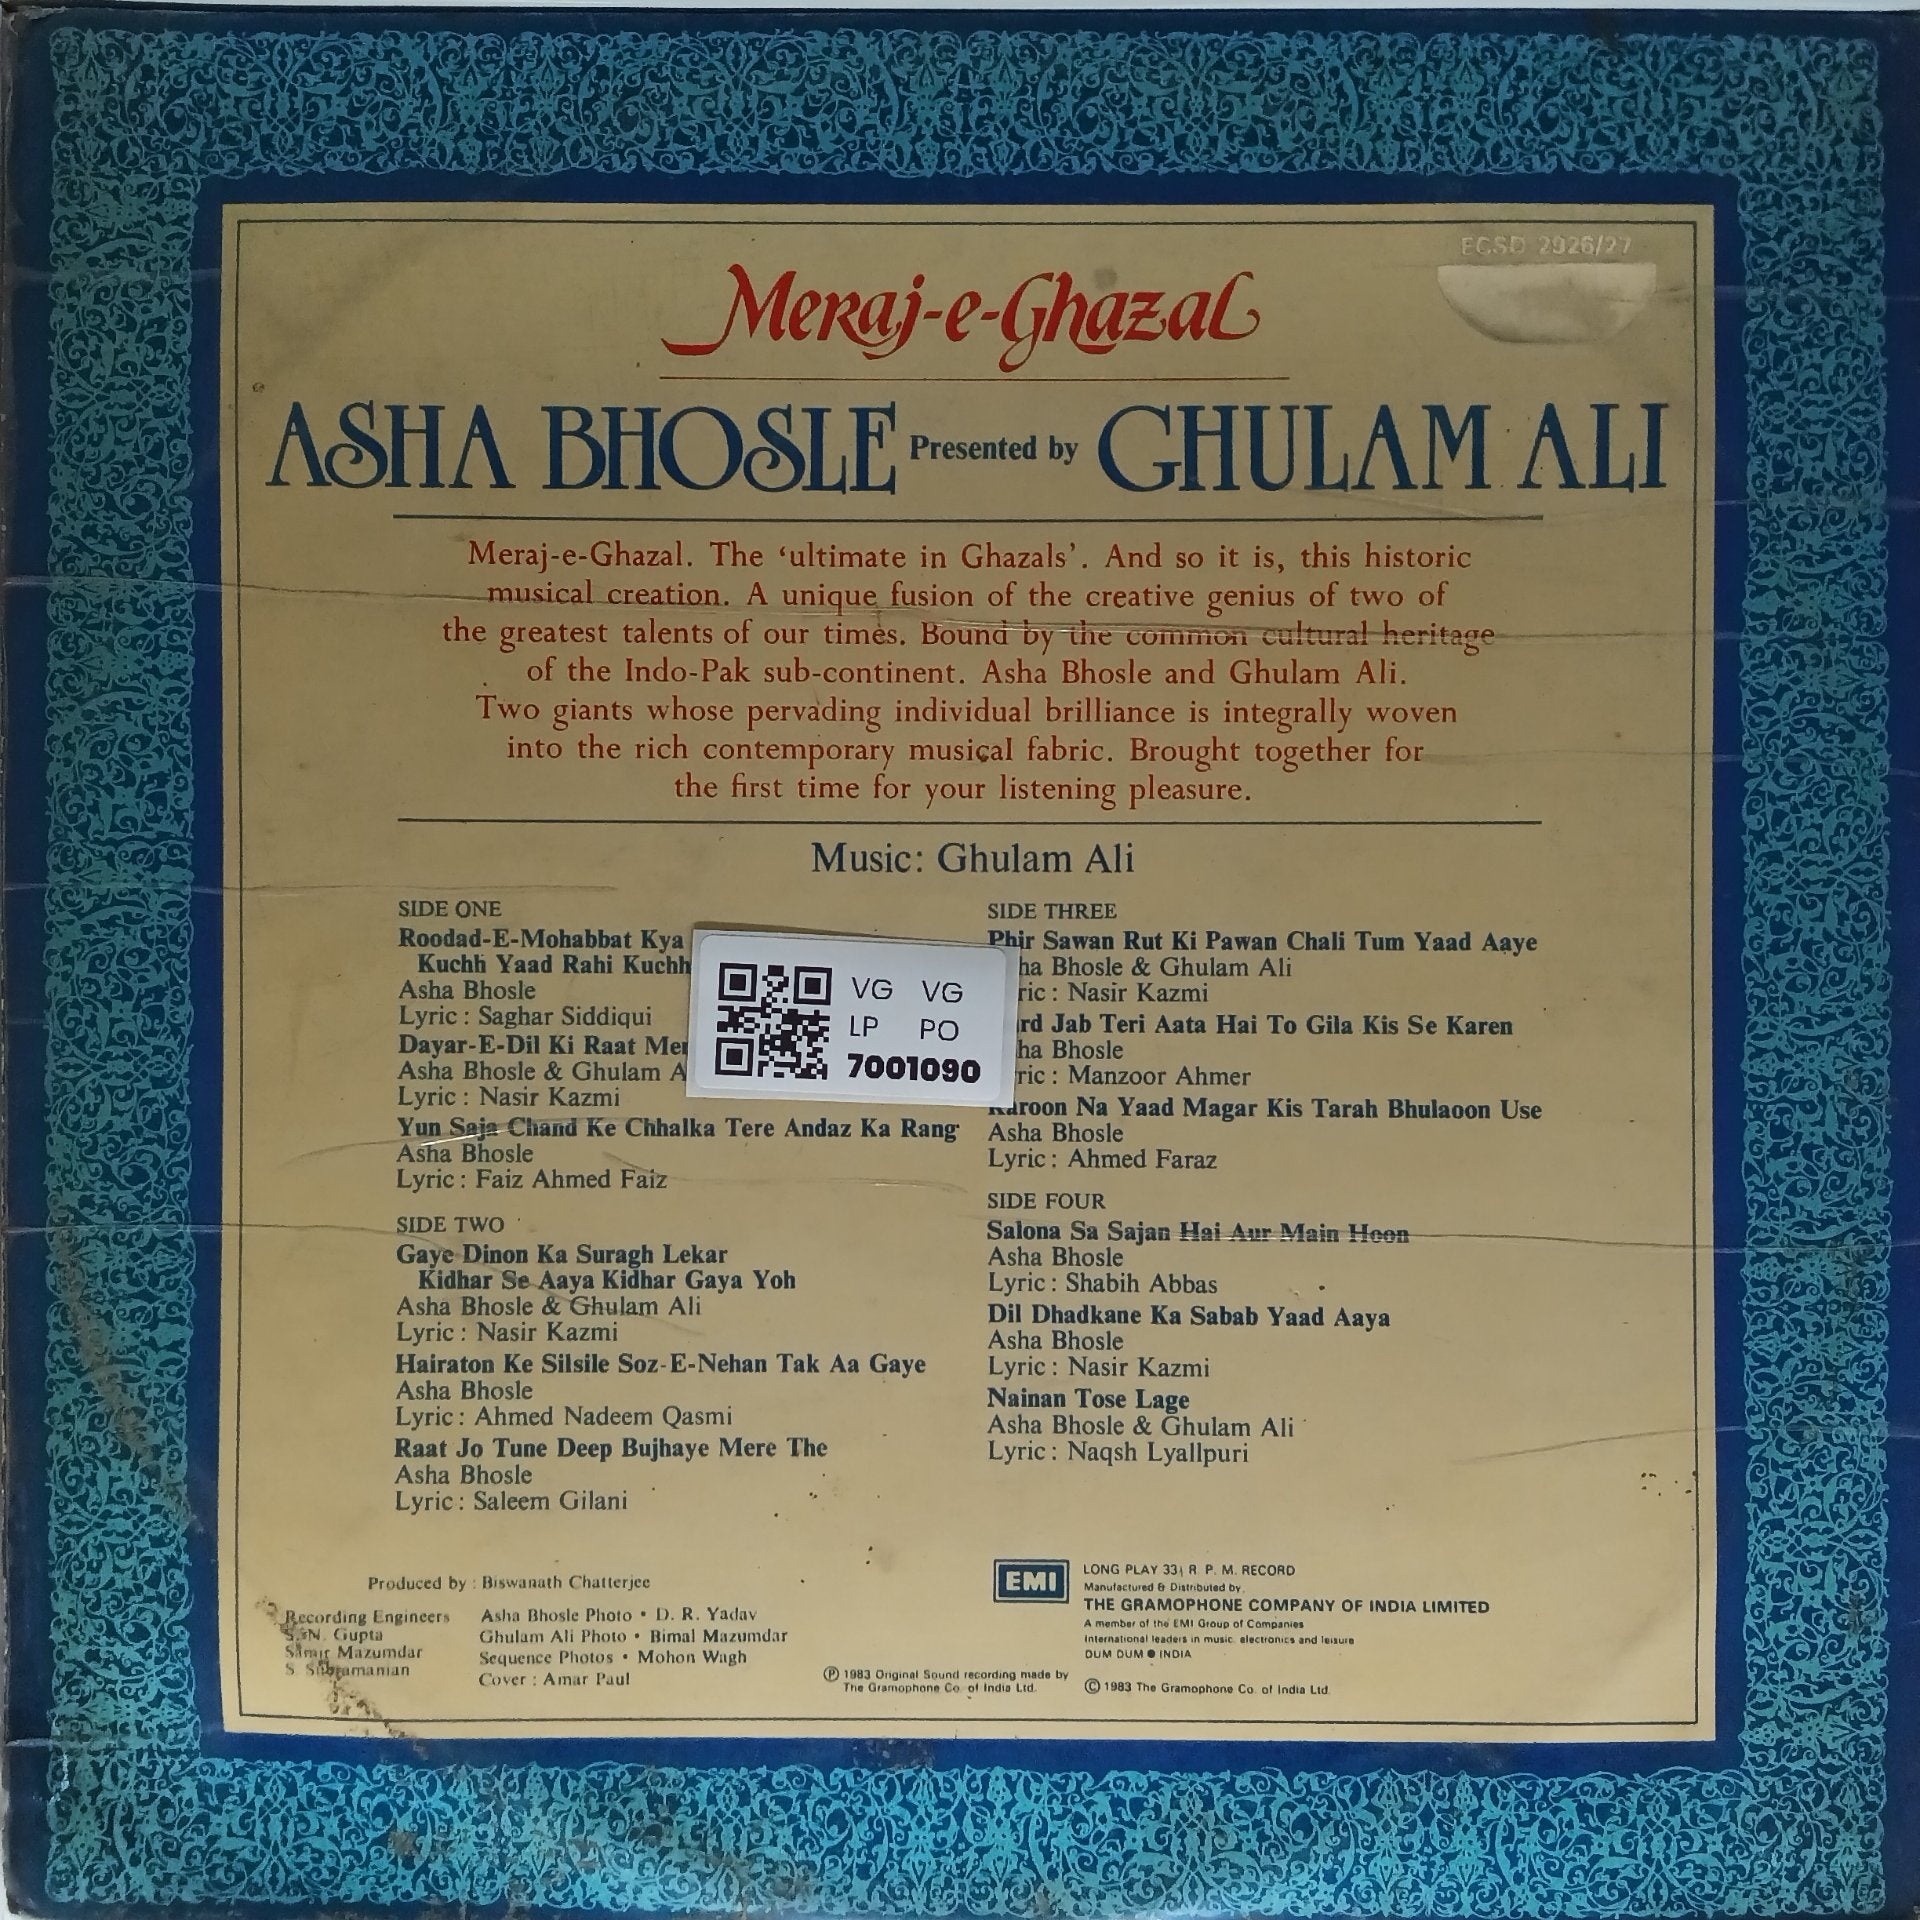 ECSD 2926/27
Meraj-e-Ghazal
ASHA BHOSLE Presented by GHULAM ALI
Meraj-e-Ghazal. The ‘ultimate in Ghazals’. And so it is, this historic
musical creation. A unique fusion of the creative genius of two of
the greatest talents of our times. Bound by the common cultural heritage
of the Indo-Pak sub-continent. Asha Bhosle and Ghulam Ali.
Two giants whose pervading individual brilliance is integrally woven
into the rich contemporary musical fabric. Brought together for
the first time for your listening pleasure.
Music: Ghulam Ali
SIDE ONE
Roodad-E-Mohabbat Kya
Kuchh Yaad Rahi Kuchh
Asha Bhosle
Lyric : Saghar Siddiqui
Dayar-E-Dil Ki Raat
Asha Bhosle & Ghulam
Lyric : Nasir Kazmi
Yun Saja Chand Ke Chhalka Tere Andaz Ka Rang
Asha Bhosle
Lyric : Faiz Ahmed Faiz
SIDE TWO
Gaye Dinon Ka Suragh Lekar
Kidhar Se Aaya Kidhar Gaya Yoh
Asha Bhosle & Ghulam Ali
Lyric : Nasir Kazmi
Hairaton Ke Silsile Soz-E-Nehan Tak Aa Gaye
Asha Bhosle
Lyric : Ahmed Nadeem Qasmi
Raat Jo Tune Deep Bujhaye Mere The
Asha Bhosle
Lyric : Saleem Gilani
VG VG
LP PO
7001090
SIDE THREE
Phir Sawan Rut Ki Pawan Chali Tum Yaad Aaye
Bhosle & Ghulam Ali
: Nasir Kazmi
Jab Teri Aata Hai To Gila Kis Se Karen
Bhosle
: Manzoor Ahmer
Karoon Na Yaad Magar Kis Tarah Bhulaoon Use
Asha Bhosle
Lyric : Ahmed Faraz
SIDE FOUR
Salona Sa Sajan Hai Aur Main Hoon
Asha Bhosle
Lyric : Shabih Abbas
Dil Dhadkane Ka Sabab Yaad Aaya
Asha Bhosle
Lyric : Nasir Kazmi
Nainan Tose Lage
Asha Bhosle & Ghulam Ali
Lyric : Naqsh Lyallpuri
Produced by : Biswanath Chatterjee
Recording Engineers
S. N. Gupta
Samir Mazumdar
S. Subramanian
Asha Bhosle Photo • D. R. Yadav
Ghulam Ali Photo • Bimal Mazumdar
Sequence Photos • Mohon Wagh
Cover : Amar Paul
EMI
LONG PLAY 33⅓ R. P. M. RECORD
Manufactured & Distributed by
THE GRAMOPHONE COMPANY OF INDIA LIMITED
A member of the EMI Group of Companies
International leaders in music, electronics and leisure
DUM DUM ● INDIA
Ⓟ 1983 Original Sound recording made by
The Gramophone Co. of India Ltd.
© 1983 The Gramophone Co. of India Ltd.